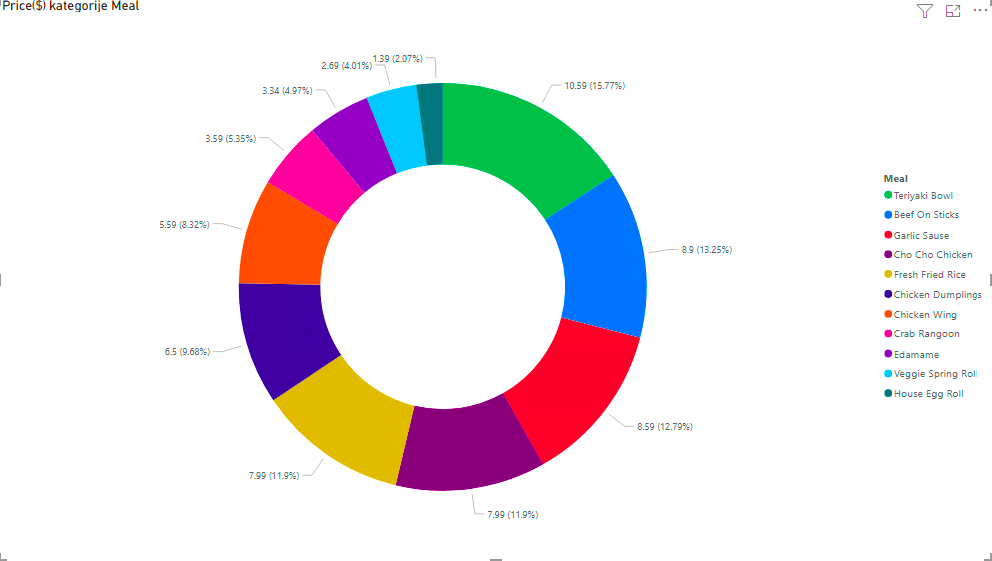 Price($) kategorije Meal
1.39 (2.07%)
2.69 (4.01%)
10.59 (15.77%)
3.34 (4.97%)
3.59 (5.35%)
5.59 (8.32%)
8.9 (13.25%)
6.5 (9.68%)
8.59 (12.79%)
7.99 (11.9%)
7.99 (11.9%)
Meal
Teriyaki Bowl
Beef On Sticks
Garlic Sause
Cho Cho Chicken
Fresh Fried Rice
Chicken Dumplings
Chicken Wing
Crab Rangoon
Edamame
Veggie Spring Roll
House Egg Roll